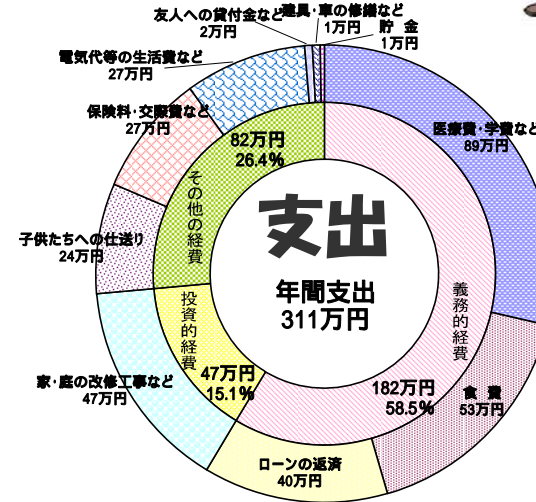 友人への貸付金など
2万円
建具・車の修繕など
1万円
貯 金
1万円
電気代等の生活費など
27万円
保険料・交際費など
27万円
医療費・学費など
89万円
82万円
26.4%
その他の経費
支出
年間支出
311万円
子供たちへの仕送り
24万円
義務的経費
投資的経費
47万円
15.1%
家・庭の改修工事など
47万円
182万円
58.5%
食 費
53万円
ローンの返済
40万円